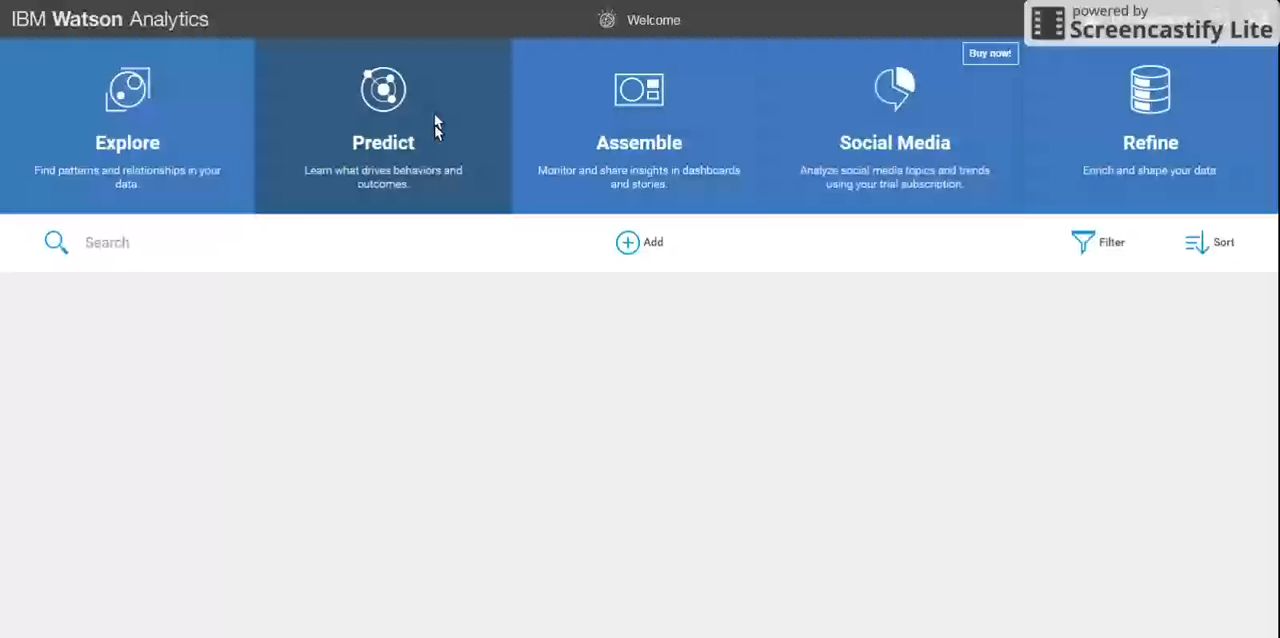 IBM Watson Analytics
Welcome
powered by
Screencastify Lite
Buy now!
Explore
Find patterns and relationships in your
data.
Predict
Learn what drives behaviors and
outcomes.
Assemble
Monitor and share insights in dashboards
and stories.
Social Media
Analyze social media topics and trends
using your trial subscription.
Refine
Enrich and shape your data
Search
Add
Filter
Sort